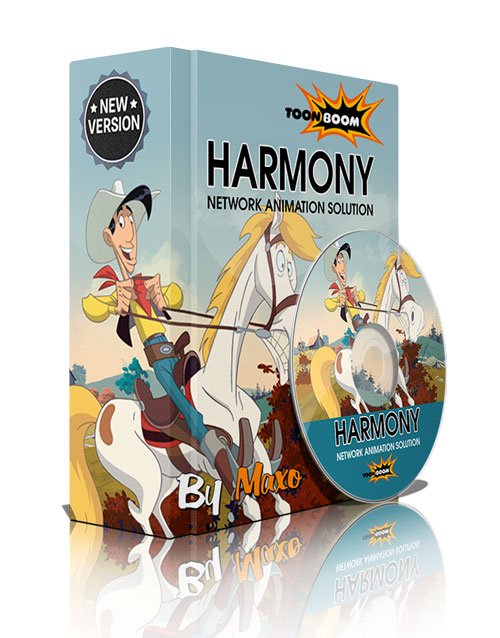 NEW
VERSION
TOONBOOM
HARMONY
NETWORK ANIMATION SOLUTION
By Maxo
HARMONY
NETWORK ANIMATION SOLUTION
TOONBOOM